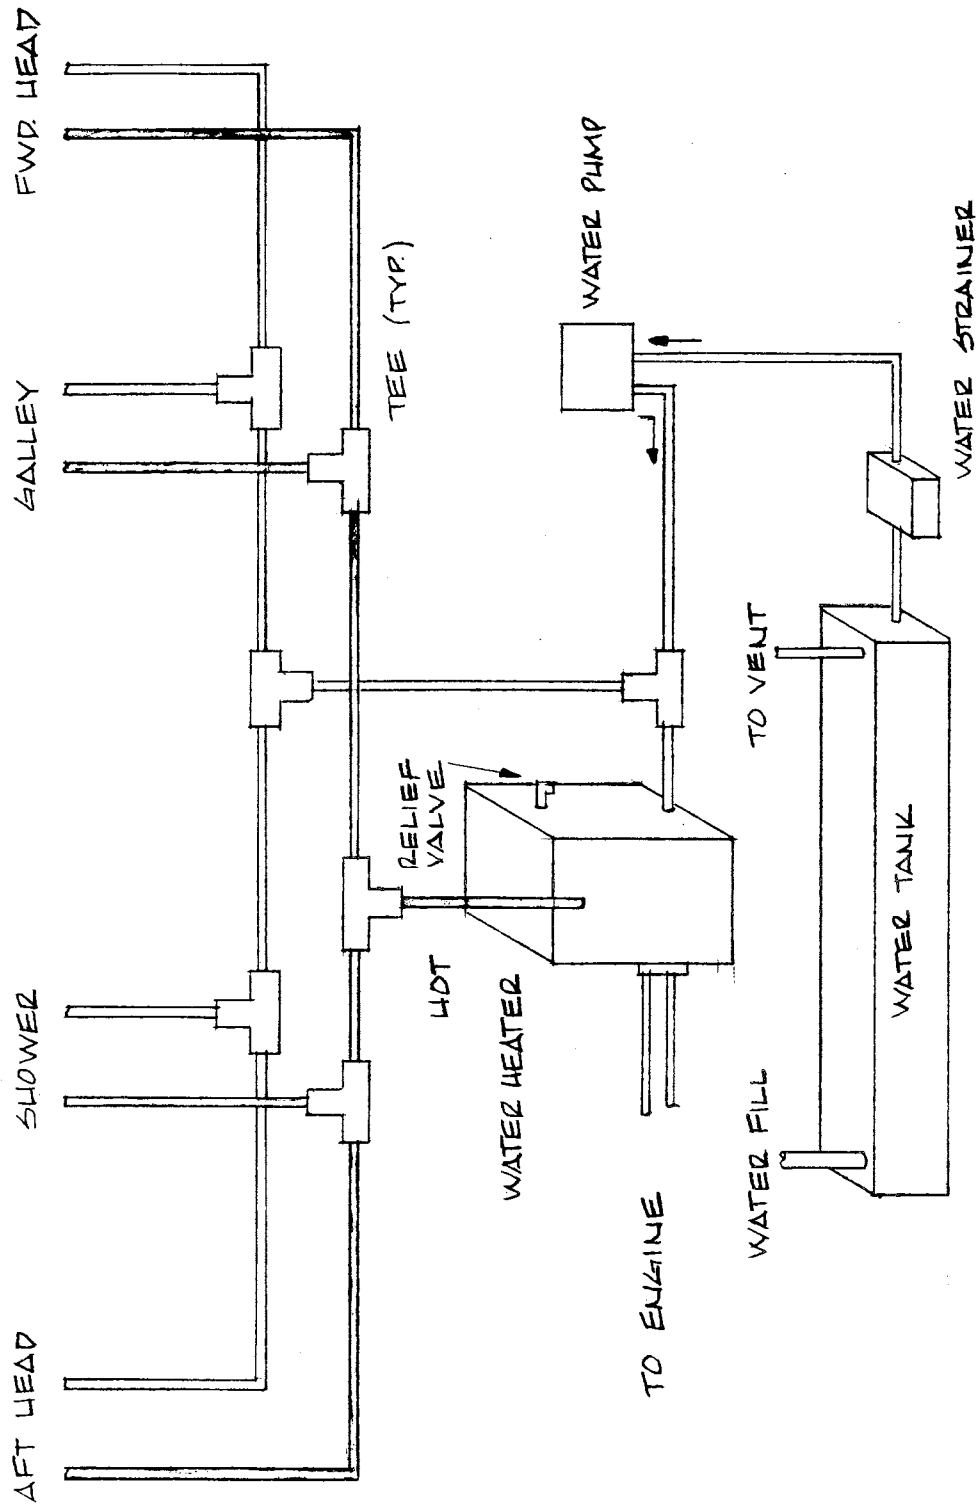 AFT HEAD
SHOWER
GALLEY
FWD. HEAD
TEE (TYP.)
RELIEF
VALVE
HOT
WATER HEATER
WATER PUMP
TO ENGINE
WATER FILL
TO VENT
WATER TANK
WATER STRAINER